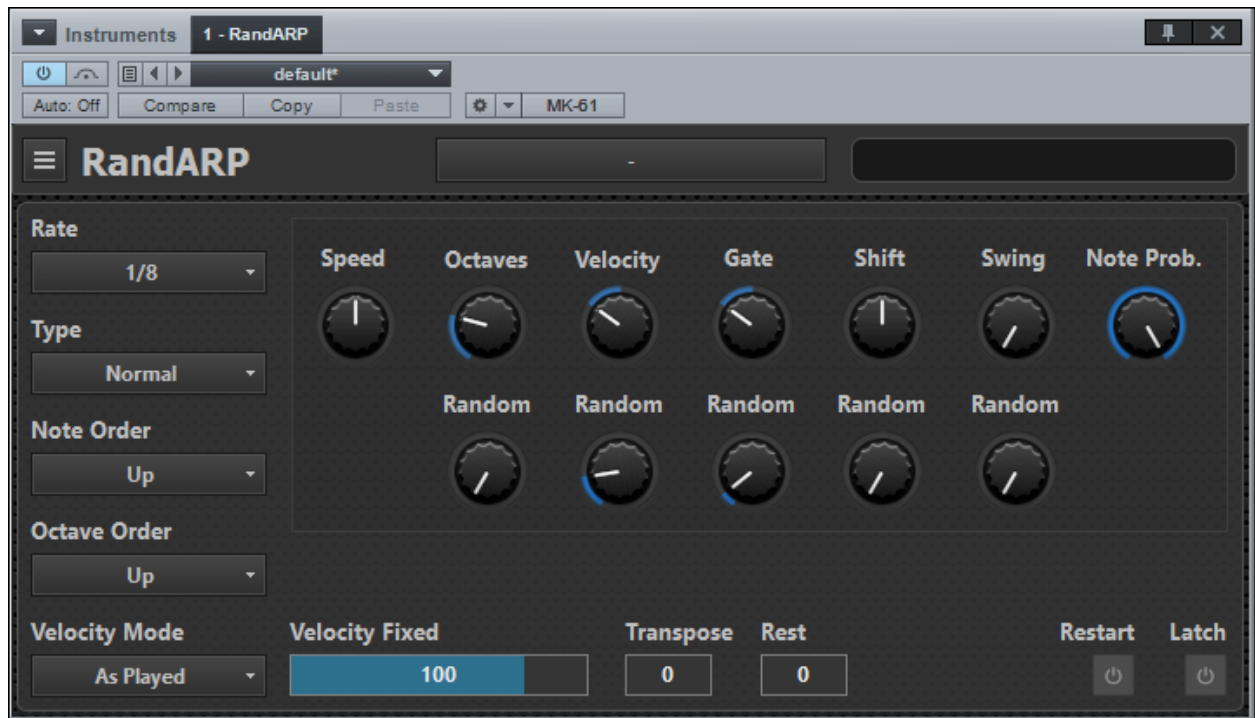 Instruments 1 - RandARP
default*
Auto: Off Compare Copy Paste MK-61
RandARP -
Rate
1/8
Type
Normal
Note Order
Up
Octave Order
Up
Velocity Mode
As Played
Speed Octaves Velocity Gate Shift Swing Note Prob.
Random Random Random Random Random
Velocity Fixed Transpose Rest Restart Latch
100 0 0